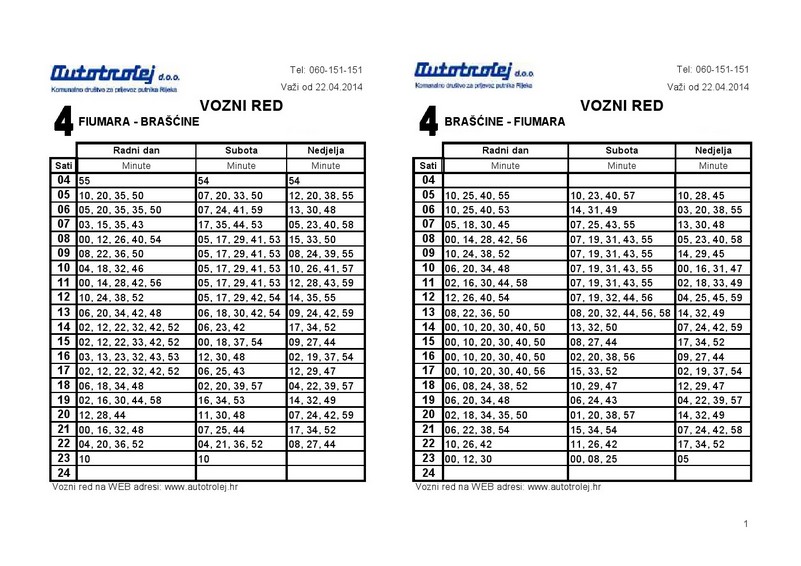 Autotrolej d.o.o.
Tel: 060-151-151
Komunalno društvo za prijevoz putnika Rijeka
Važi od 22.04.2014
VOZNI RED
4 FIUMARA - BRAŠĆINE
Radni dan Subota Nedjelja
Sati Minute Minute Minute
04 55 54 54
05 10, 20, 35, 50 07, 20, 33, 50 12, 20, 38, 55
06 05, 20, 35, 35, 50 07, 24, 41, 59 13, 30, 48
07 03, 15, 35, 43 17, 35, 44, 53 05, 23, 40, 58
08 00, 12, 26, 40, 54 05, 17, 29, 41, 53 15, 33, 50
09 08, 22, 36, 50 05, 17, 29, 41, 53 08, 24, 39, 55
10 04, 18, 32, 46 05, 17, 29, 41, 53 10, 26, 41, 57
11 00, 14, 28, 42, 56 05, 17, 29, 41, 53 12, 28, 43, 59
12 10, 24, 38, 52 05, 17, 29, 42, 54 14, 35, 55
13 06, 20, 34, 42, 48 06, 18, 30, 42, 54 09, 24, 42, 59
14 02, 12, 22, 32, 42, 52 06, 23, 42 17, 34, 52
15 02, 12, 22, 33, 42, 52 00, 18, 37, 54 09, 27, 44
16 03, 13, 23, 32, 43, 53 12, 30, 48 02, 19, 37, 54
17 02, 12, 22, 32, 42, 52 06, 25, 43 12, 29, 47
18 06, 18, 34, 48 02, 20, 39, 57 04, 22, 39, 57
19 02, 16, 30, 44, 58 16, 34, 53 14, 32, 49
20 12, 28, 44 11, 30, 48 07, 24, 42, 59
21 00, 16, 32, 48 07, 25, 44 17, 34, 52
22 04, 20, 36, 52 04, 21, 36, 52 08, 27, 44
23 10 10
24
Vozni red na WEB adresi: www.autotrolej.hr
Autotrolej d.o.o.
Tel: 060-151-151
Komunalno društvo za prijevoz putnika Rijeka
Važi od 22.04.2014
VOZNI RED
4 BRAŠĆINE - FIUMARA
Radni dan Subota Nedjelja
Sati Minute Minute Minute
04
05 10, 25, 40, 55 10, 23, 40, 57 10, 28, 45
06 10, 25, 40, 53 14, 31, 49 03, 20, 38, 55
07 05, 18, 30, 45 07, 25, 43, 55 13, 30, 48
08 00, 14, 28, 42, 56 07, 19, 31, 43, 55 05, 23, 40, 58
09 10, 24, 38, 52 07, 19, 31, 43, 55 14, 29, 45
10 06, 20, 34, 48 07, 19, 31, 43, 55 00, 16, 31, 47
11 02, 16, 30, 44, 58 07, 19, 31, 43, 55 02, 18, 33, 49
12 12, 26, 40, 54 07, 19, 32, 44, 56 04, 25, 45, 59
13 08, 22, 36, 50 08, 20, 32, 44, 56, 58 14, 32, 49
14 00, 10, 20, 30, 40, 50 13, 32, 50 07, 24, 42, 59
15 00, 10, 20, 30, 40, 50 08, 27, 44 17, 34, 52
16 00, 10, 20, 30, 40, 50 02, 20, 38, 56 09, 27, 44
17 00, 10, 20, 30, 40, 56 15, 33, 52 02, 19, 37, 54
18 06, 08, 24, 38, 52 10, 29, 47 12, 29, 47
19 06, 20, 34, 48 06, 24, 43 04, 22, 39, 57
20 02, 18, 34, 35, 50 01, 20, 38, 57 14, 32, 49
21 06, 22, 38, 54 15, 34, 54 07, 24, 42, 58
22 10, 26, 42 11, 26, 42 17, 34, 52
23 00, 12, 30 00, 08, 25 05
24
Vozni red na WEB adresi: www.autotrolej.hr
1